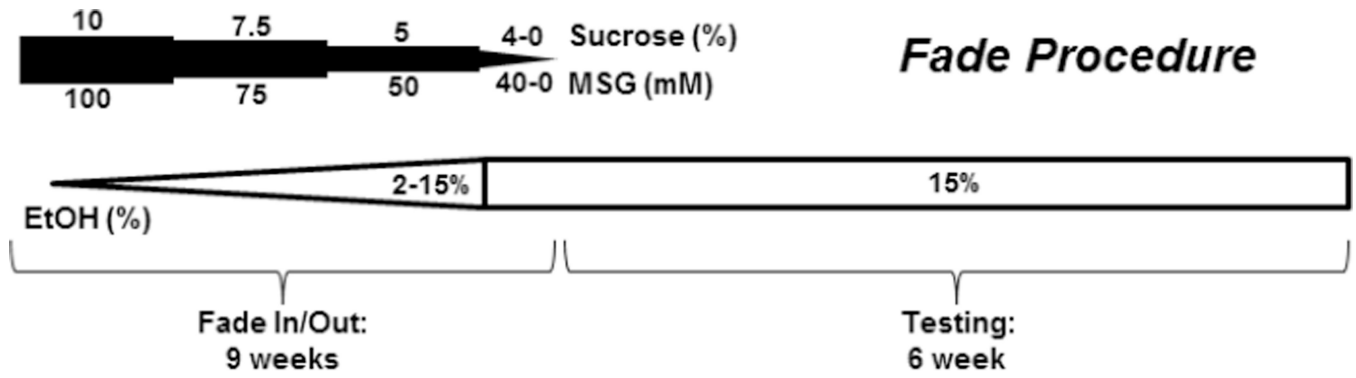 10 7.5 5 4-0 Sucrose (%)
Fade Procedure
100 75 50 40-0 MSG (mM)
2-15% 15%
EtOH (%)
Fade In/Out:
9 weeks
Testing:
6 week